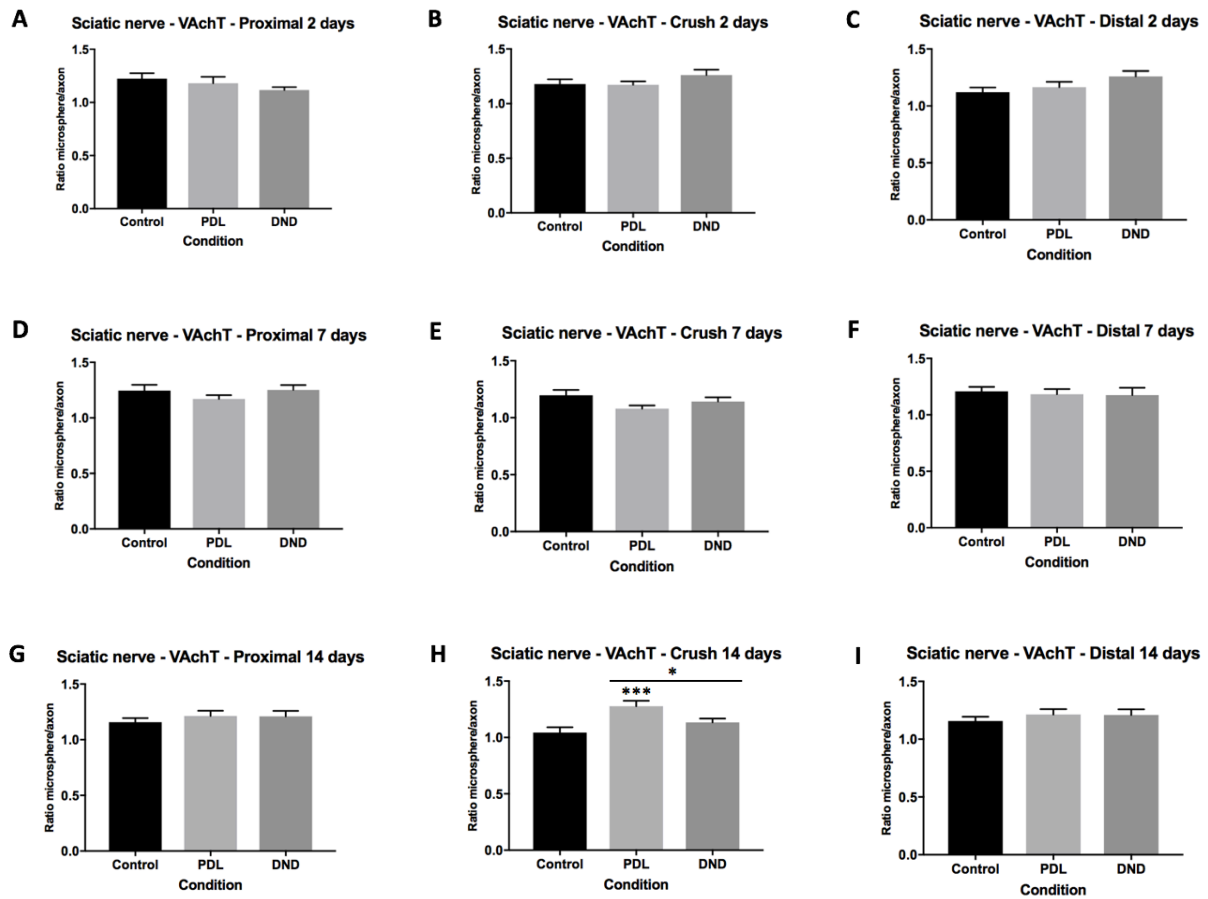 A
Sciatic nerve - VAchT - Proximal 2 days
Ratio microsphere/axon
1.5
1.0
0.5
0.0
Control PDL DND
Condition
B
Sciatic nerve - VAchT - Crush 2 days
Ratio microsphere/axon
1.5
1.0
0.5
0.0
Control PDL DND
Condition
C
Sciatic nerve - VAchT - Distal 2 days
Ratio microsphere/axon
1.5
1.0
0.5
0.0
Control PDL DND
Condition
D
Sciatic nerve - VAchT - Proximal 7 days
Ratio microsphere/axon
1.5
1.0
0.5
0.0
Control PDL DND
Condition
E
Sciatic nerve - VAchT - Crush 7 days
Ratio microsphere/axon
1.5
1.0
0.5
0.0
Control PDL DND
Condition
F
Sciatic nerve - VAchT - Distal 7 days
Ratio microsphere/axon
1.5
1.0
0.5
0.0
Control PDL DND
Condition
G
Sciatic nerve - VAchT - Proximal 14 days
Ratio microsphere/axon
1.5
1.0
0.5
0.0
Control PDL DND
Condition
H
Sciatic nerve - VAchT - Crush 14 days
*
***
Ratio microsphere/axon
1.5
1.0
0.5
0.0
Control PDL DND
Condition
I
Sciatic nerve - VAchT - Distal 14 days
Ratio microsphere/axon
1.5
1.0
0.5
0.0
Control PDL DND
Condition